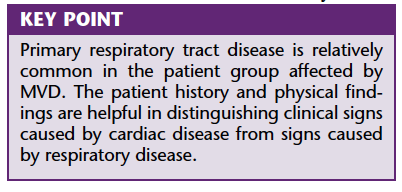 KEY POINT
Primary respiratory tract disease is relatively
common in the patient group affected by
MVD. The patient history and physical find-
ings are helpful in distinguishing clinical signs
caused by cardiac disease from signs caused
by respiratory disease.